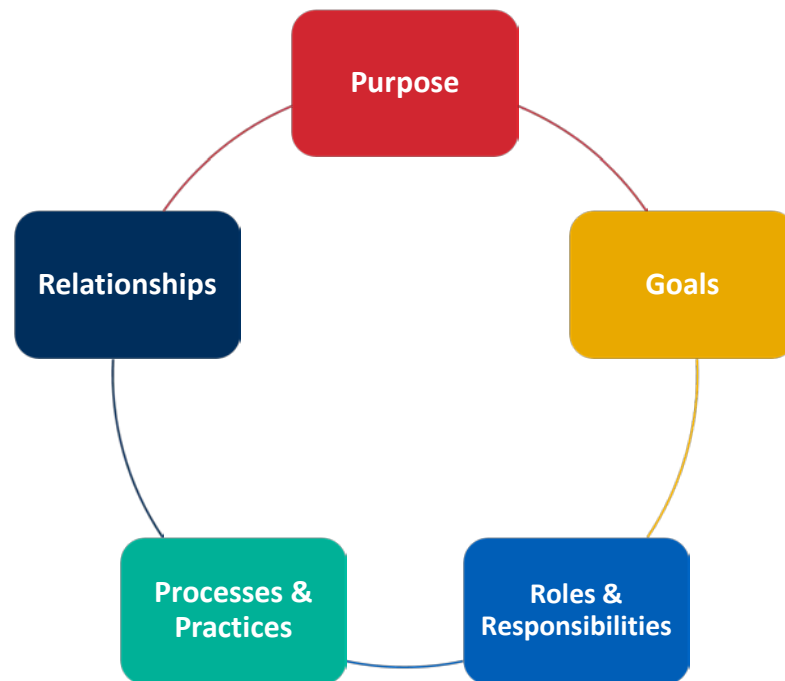 Purpose
Goals
Roles &
Responsibilities
Processes &
Practices
Relationships